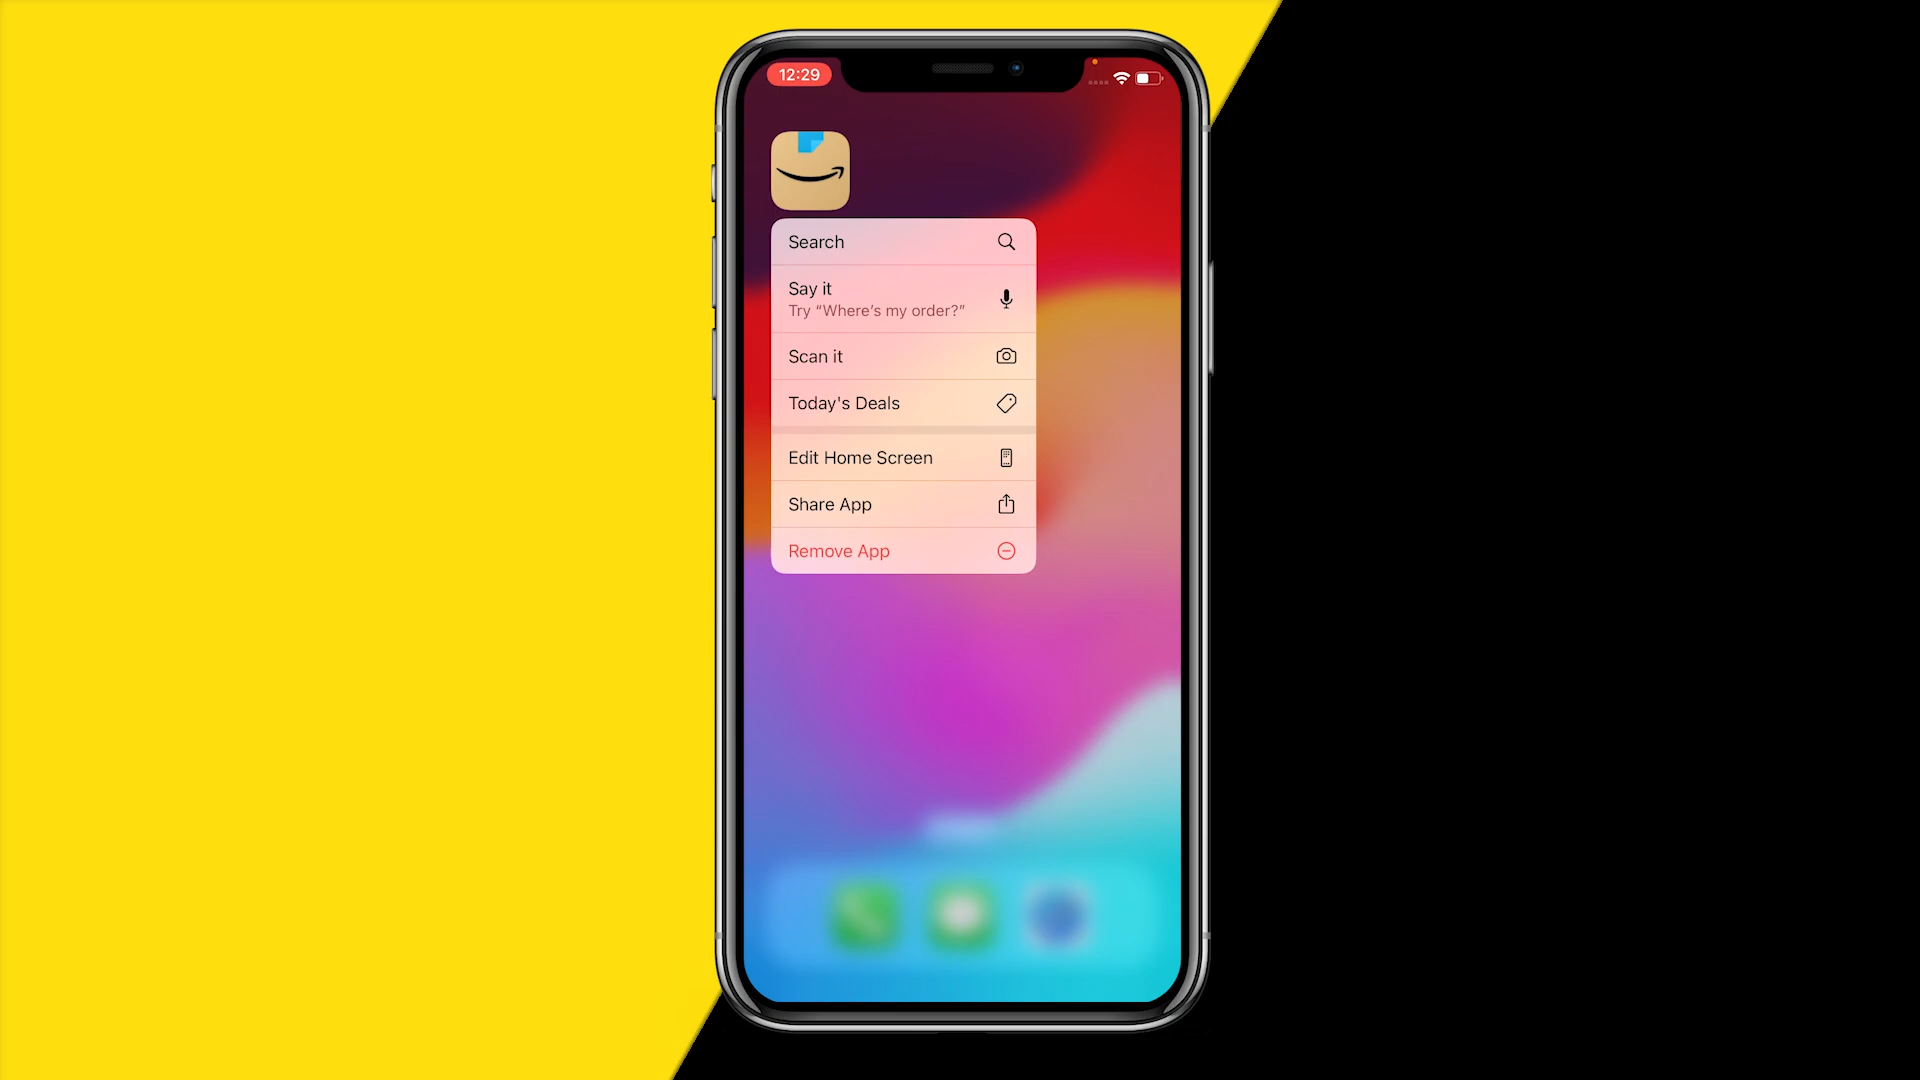 12:29
Search
Say it
Try “Where’s my order?”
Scan it
Today's Deals
Edit Home Screen
Share App
Remove App